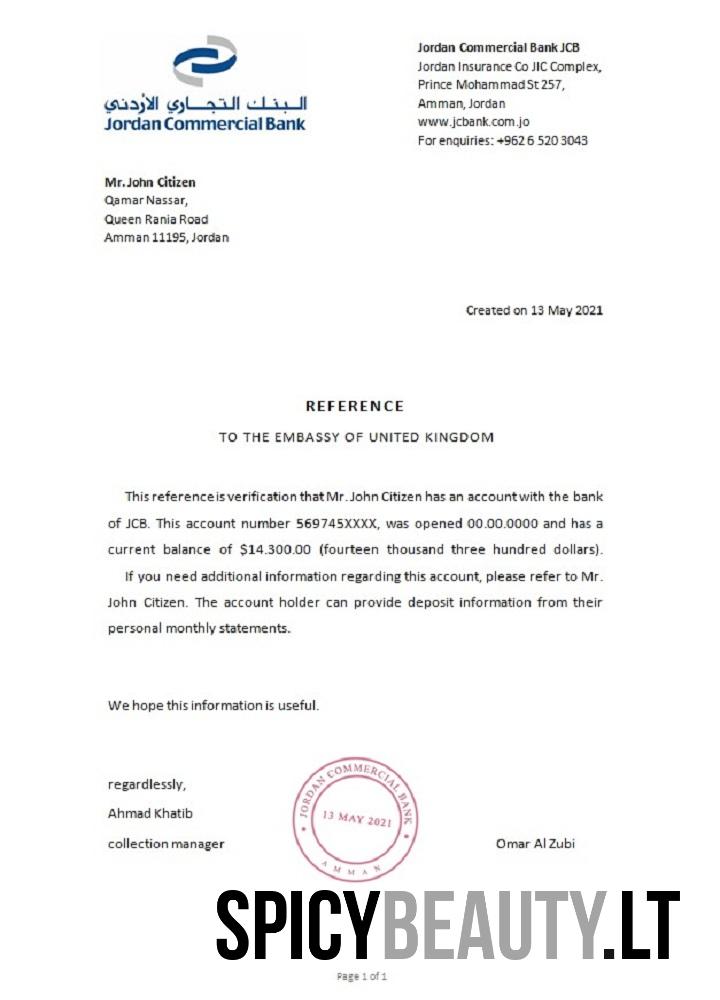 البنك التجاري الأردني
Jordan Commercial Bank
Jordan Commercial Bank JCB
Jordan Insurance Co JIC Complex,
Prince Mohammad St 257,
Amman, Jordan
www.jcbank.com.jo
For enquiries: +962 6 520 3043
Mr. John Citizen
Qamar Nassar,
Queen Rania Road
Amman 11195, Jordan
Created on 13 May 2021
REFERENCE
TO THE EMBASSY OF UNITED KINGDOM
This reference is verification that Mr. John Citizen has an account with the bank
of JCB. This account number 569745XXXX, was opened 00.00.0000 and has a
current balance of $14.300.00 (fourteen thousand three hundred dollars).
If you need additional information regarding this account, please refer to Mr.
John Citizen. The account holder can provide deposit information from their
personal monthly statements.
We hope this information is useful.
regardlessly,
Ahmad Khatib
collection manager
JORDAN COMMERCIAL BANK
13 MAY 2021
AMMAN
Omar Al Zubi
SPICYBEAUTY.LT
Page 1 of 1